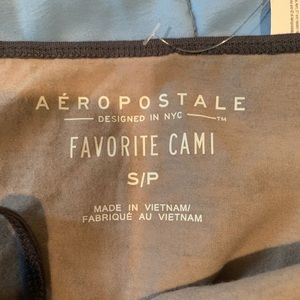 AÉROPOSTALE
DESIGNED IN NYC ™
FAVORITE CAMI
S/P
MADE IN VIETNAM/
FABRIQUÉ AU VIETNAM